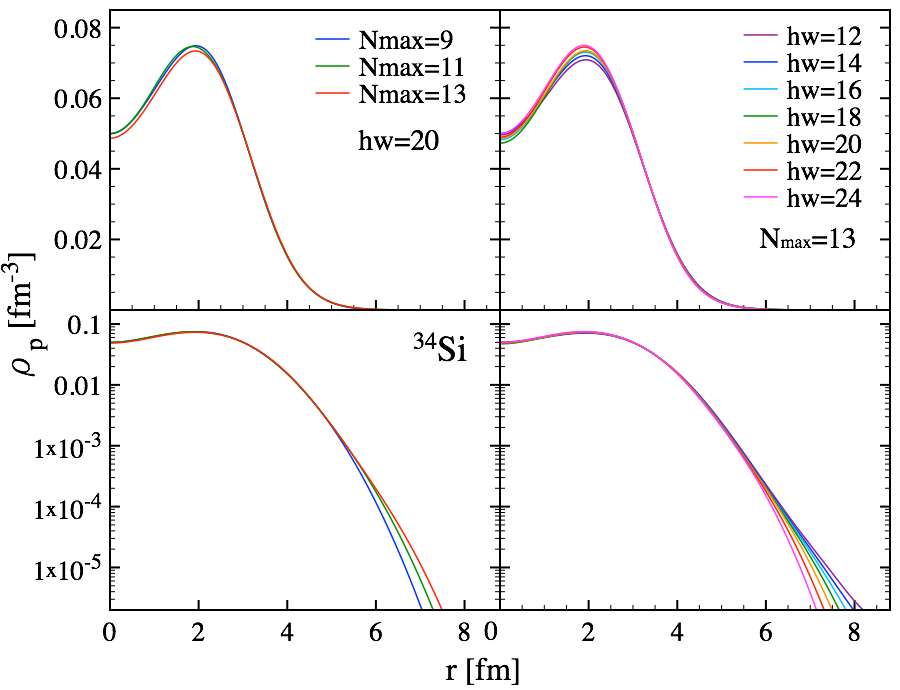 0.08
0.06
0.04
0.02
Nmax=9
Nmax=11
Nmax=13
hw=20
hw=12
hw=14
hw=16
hw=18
hw=20
hw=22
hw=24
Nmax=13
ρp [fm-3]
0.1
0.01
1x10-3
1x10-4
1x10-5
34Si
0 2 4 6 8 0 2 4 6 8
r [fm]